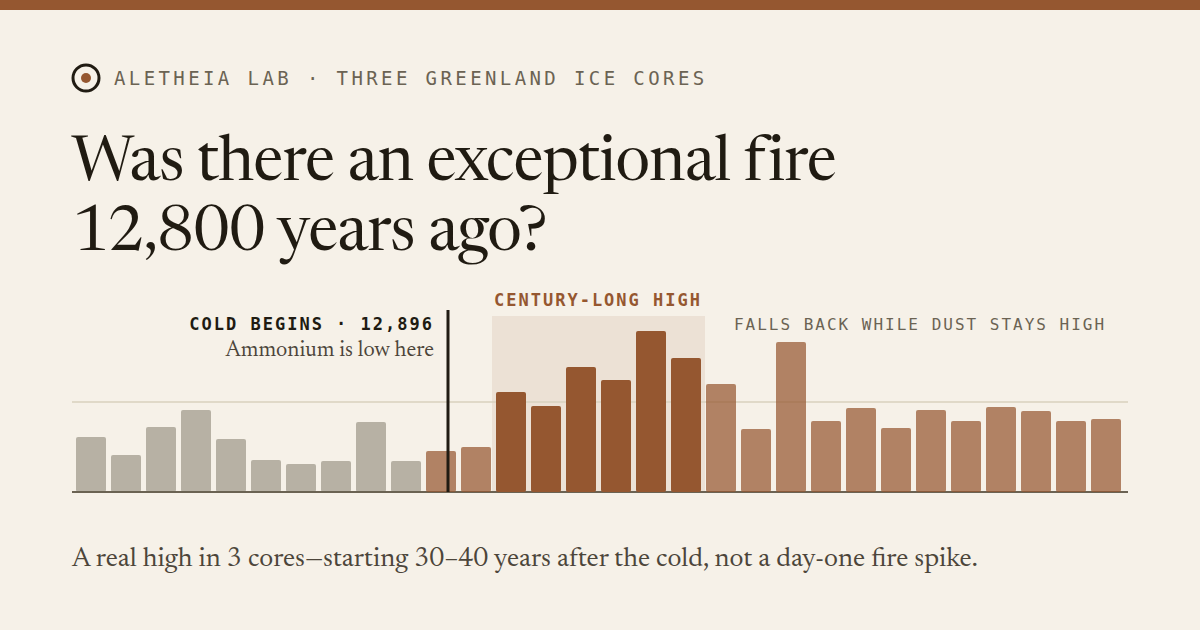 ALETHEIA LAB · THREE GREENLAND ICE CORES
Was there an exceptional fire
12,800 years ago?
CENTURY-LONG HIGH
COLD BEGINS · 12,896
FALLS BACK WHILE DUST STAYS HIGH
Ammonium is low here
A real high in 3 cores—starting 30–40 years after the cold, not a day-one fire spike.